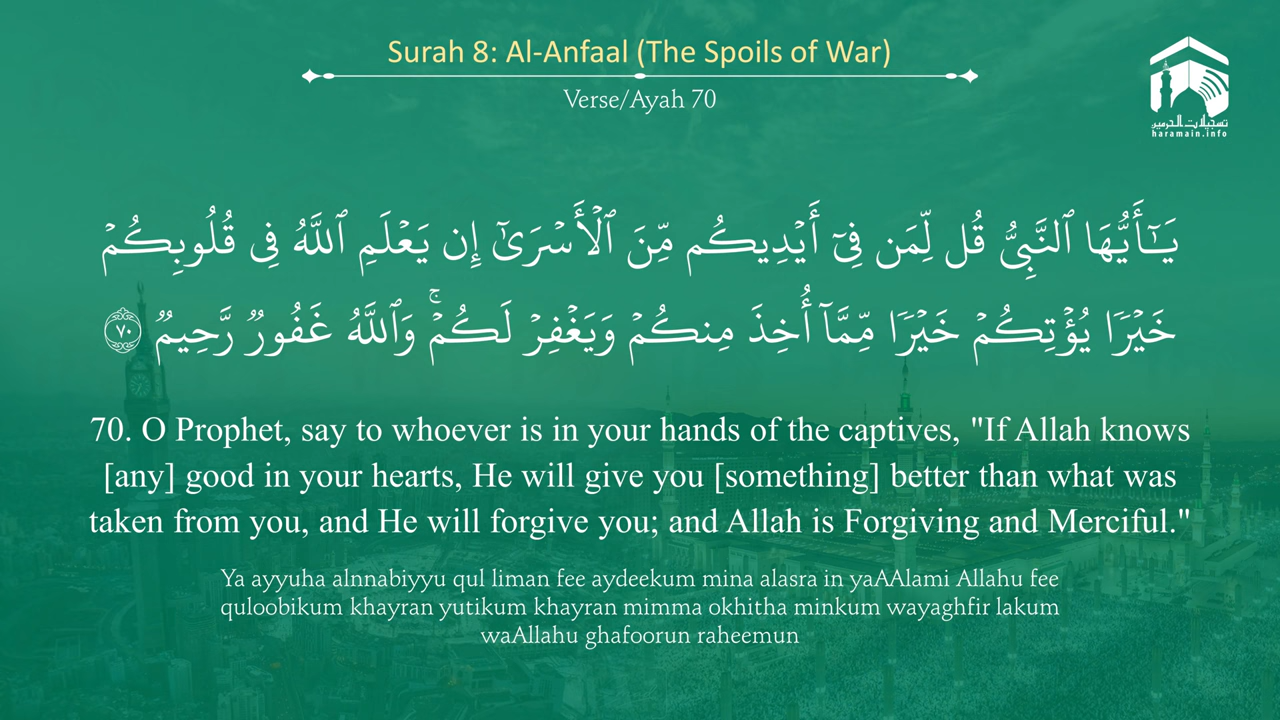 Surah 8: Al-Anfaal (The Spoils of War)
Verse/Ayah 70
تسجيلات الحرمين
haramain.info
يَـٰٓأَيُّهَا ٱلنَّبِىُّ قُل لِّمَن فِىٓ أَيْدِيكُم مِّنَ ٱلْأَسْرَىٰٓ إِن يَعْلَمِ ٱللَّهُ فِى قُلُوبِكُمْ
خَيْرًا يُؤْتِكُمْ خَيْرًا مِّمَّآ أُخِذَ مِنكُمْ وَيَغْفِرْ لَكُمْ ۗ وَٱللَّهُ غَفُورٌ رَّحِيمٌ ٧٠
70. O Prophet, say to whoever is in your hands of the captives, "If Allah knows
[any] good in your hearts, He will give you [something] better than what was
taken from you, and He will forgive you; and Allah is Forgiving and Merciful."
Ya ayyuha alnnabiyyu qul liman fee aydeekum mina alasra in yaAAlami Allahu fee
quloobikum khayran yutikum khayran mimma okhitha minkum wayaghfir lakum
waAllahu ghafoorun raheemun